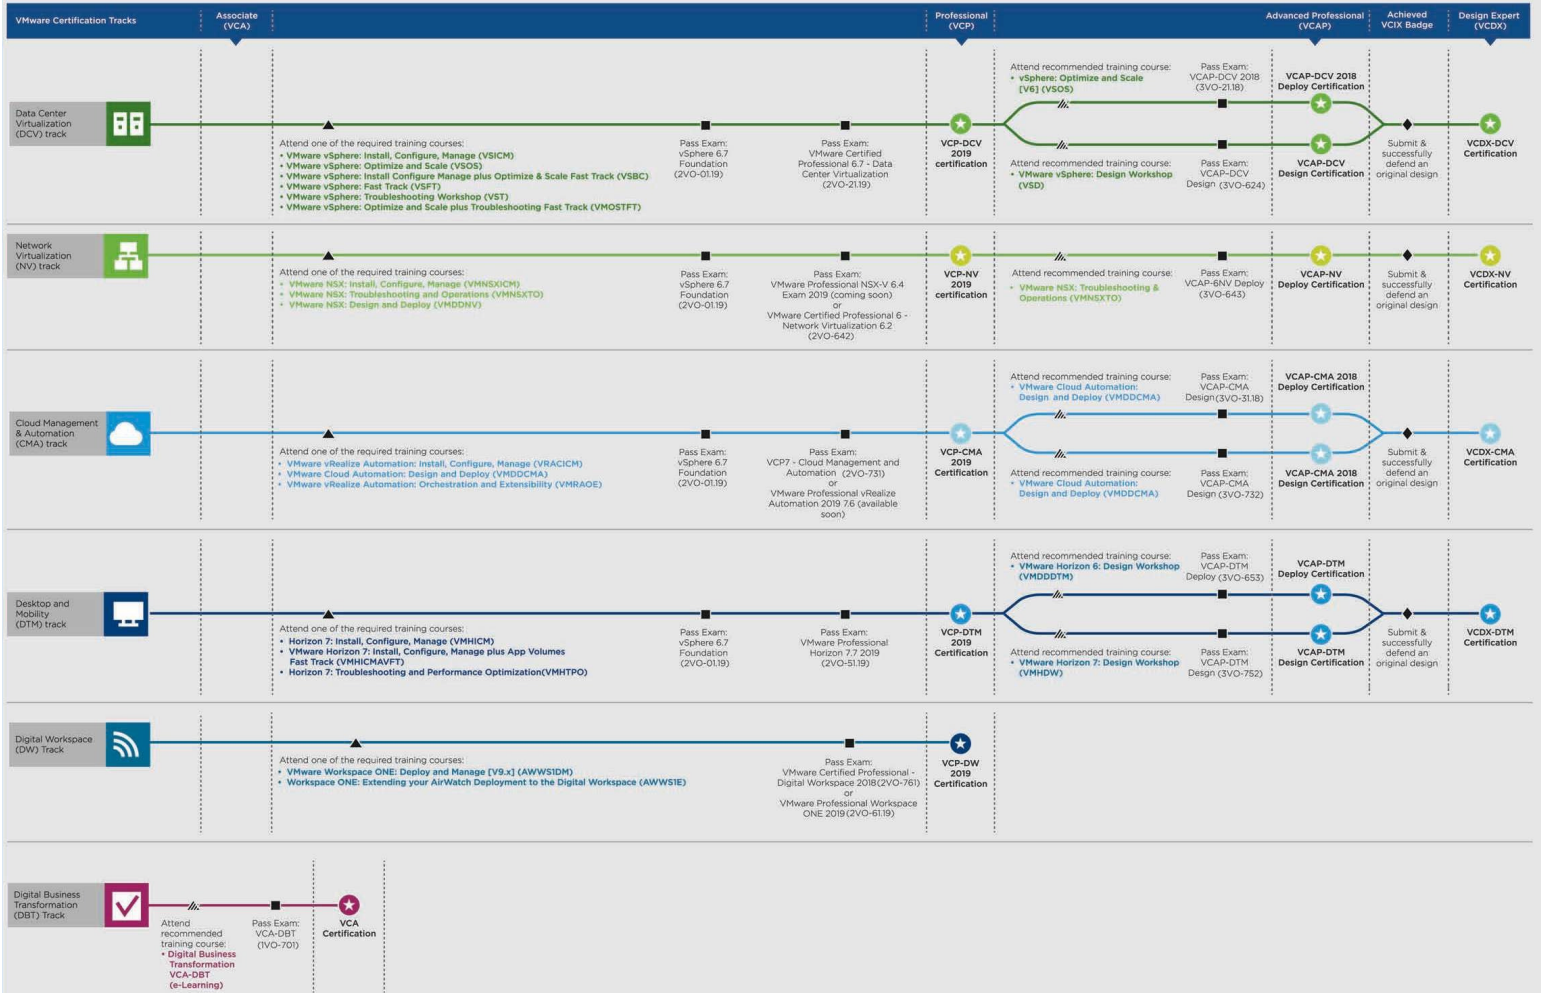 VMware Certification Tracks
Associate
(VCA)
Professional
(VCP)
Advanced Professional
(VCAP)
Achieved
VCIX Badge
Design Expert
(VCDX)
Data Center
Virtualization
(DCV) track
Attend one of the required training courses:
• VMware vSphere: Install, Configure, Manage (VSICM)
• VMware vSphere: Optimize and Scale (VSOS)
• VMware vSphere: Install Configure Manage plus Optimize & Scale Fast Track (VSBC)
• VMware vSphere: Fast Track (VSFT)
• VMware vSphere: Troubleshooting Workshop (VST)
• VMware vSphere: Optimize and Scale plus Troubleshooting Fast Track (VMOSTFT)
Pass Exam:
vSphere 6.7
Foundation
(2VO-01.19)
Pass Exam:
VMware Certified
Professional 6.7 - Data
Center Virtualization
(2VO-21.19)
VCP-DCV
2019
certification
Attend recommended training course:
• vSphere: Optimize and Scale
[V6] (VSOS)
Pass Exam:
VCAP-DCV 2018
(3VO-21.18)
VCAP-DCV 2018
Deploy Certification
Attend recommended training course:
• VMware vSphere: Design Workshop
(VSD)
Pass Exam:
VCAP-DCV
Design (3VO-624)
VCAP-DCV
Design Certification
Submit &
successfully
defend an
original design
VCDX-DCV
Certification
Network
Virtualization
(NV) track
Attend one of the required training courses:
• VMware NSX: Install, Configure, Manage (VMNSXICM)
• VMware NSX: Troubleshooting and Operations (VMNSXTO)
• VMware NSX: Design and Deploy (VMDDNV)
Pass Exam:
vSphere 6.7
Foundation
(2VO-01.19)
Pass Exam:
VMware Professional NSX-V 6.4
Exam 2019 (coming soon)
or
VMware Certified Professional 6 -
Network Virtualization 6.2
(2VO-642)
VCP-NV
2019
certification
Attend recommended training course:
• VMware NSX: Troubleshooting &
Operations (VMNSXTO)
Pass Exam:
VCAP-6NV Deploy
(3VO-643)
VCAP-NV
Deploy Certification
Submit &
successfully
defend an
original design
VCDX-NV
Certification
Cloud Management
& Automation
(CMA) track
Attend one of the required training courses:
• VMware vRealize Automation: Install, Configure, Manage (VRACICM)
• VMware Cloud Automation: Design and Deploy (VMDDCMA)
• VMware vRealize Automation: Orchestration and Extensibility (VMRAOE)
Pass Exam:
vSphere 6.7
Foundation
(2VO-01.19)
Pass Exam:
VCP7 - Cloud Management and
Automation (2VO-731)
or
VMware Professional vRealize
Automation 2019 7.6 (available
soon)
VCP-CMA
2019
Certification
Attend recommended training course:
• VMware Cloud Automation:
Design and Deploy (VMDDCMA)
Pass Exam:
VCAP-CMA
Design(3VO-31.18)
VCAP-CMA 2018
Deploy Certification
Attend recommended training course:
• VMware Cloud Automation:
Design and Deploy (VMDDCMA)
Pass Exam:
VCAP-CMA
Design (3VO-732)
VCAP-CMA 2018
Design Certification
Submit &
successfully
defend an
original design
VCDX-CMA
Certification
Desktop and
Mobility
(DTM) track
Attend one of the required training courses:
• Horizon 7: Install, Configure, Manage (VMHICM)
• VMware Horizon 7: Install, Configure, Manage plus App Volumes
Fast Track (VMHICMAVFT)
• Horizon 7: Troubleshooting and Performance Optimization(VMHTPO)
Pass Exam:
vSphere 6.7
Foundation
(2VO-01.19)
Pass Exam:
VMware Professional
Horizon 7.7 2019
(2VO-51.19)
VCP-DTM
2019
Certification
Attend recommended training course:
• VMware Horizon 6: Design Workshop
(VMDDDTM)
Pass Exam:
VCAP-DTM
Deploy (3VO-653)
VCAP-DTM
Deploy Certification
Attend recommended training course:
• VMware Horizon 7: Design Workshop
(VMHDW)
Pass Exam:
VCAP-DTM
Design (3VO-752)
VCAP-DTM
Design Certification
Submit &
successfully
defend an
original design
VCDX-DTM
Certification
Digital Workspace
(DW) Track
Attend one of the required training courses:
• VMware Workspace ONE: Deploy and Manage [V9.x] (AWWS1DM)
• Workspace ONE: Extending your AirWatch Deployment to the Digital Workspace (AWWS1E)
Pass Exam:
VMware Certified Professional -
Digital Workspace 2018(2VO-761)
or
VMware Professional Workspace
ONE 2019(2VO-61.19)
VCP-DW
2019
Certification
Digital Business
Transformation
(DBT) Track
Attend
recommended
training course:
• Digital Business
Transformation
VCA-DBT
(e-Learning)
Pass Exam:
VCA-DBT
(1VO-701)
VCA
Certification